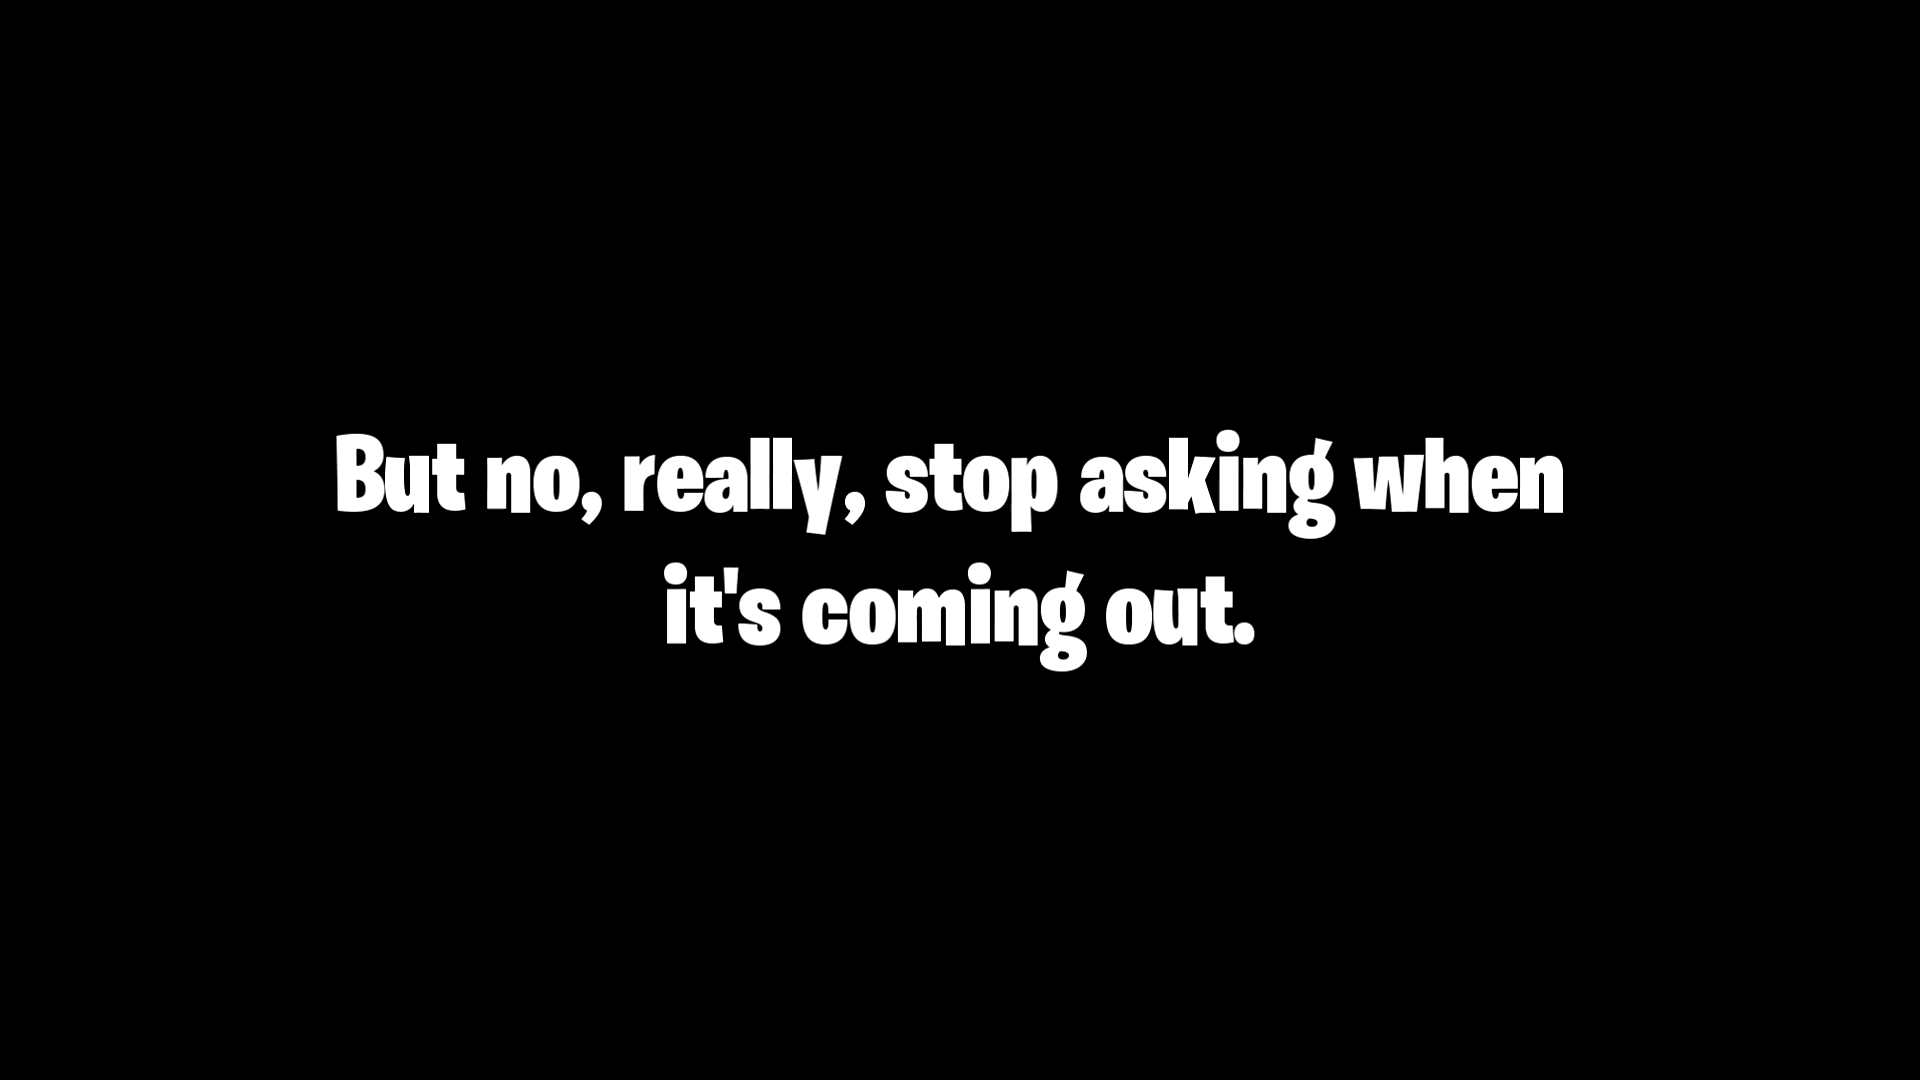 But no, really, stop asking when
it's coming out.